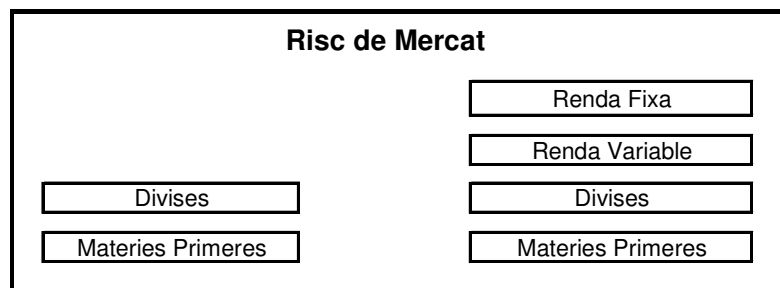 Risc de Mercat
Renda Fixa
Renda Variable
Divises
Divises
Materies Primeres
Materies Primeres